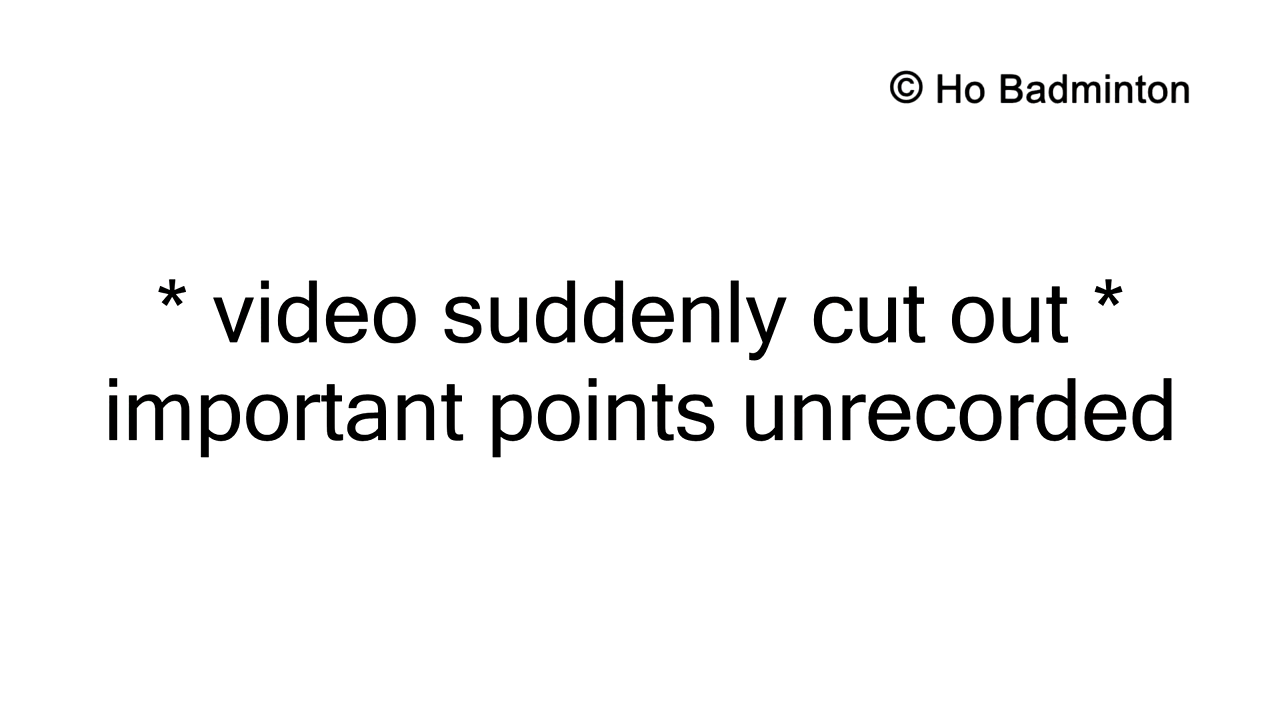 © Ho Badminton
* video suddenly cut out *
important points unrecorded